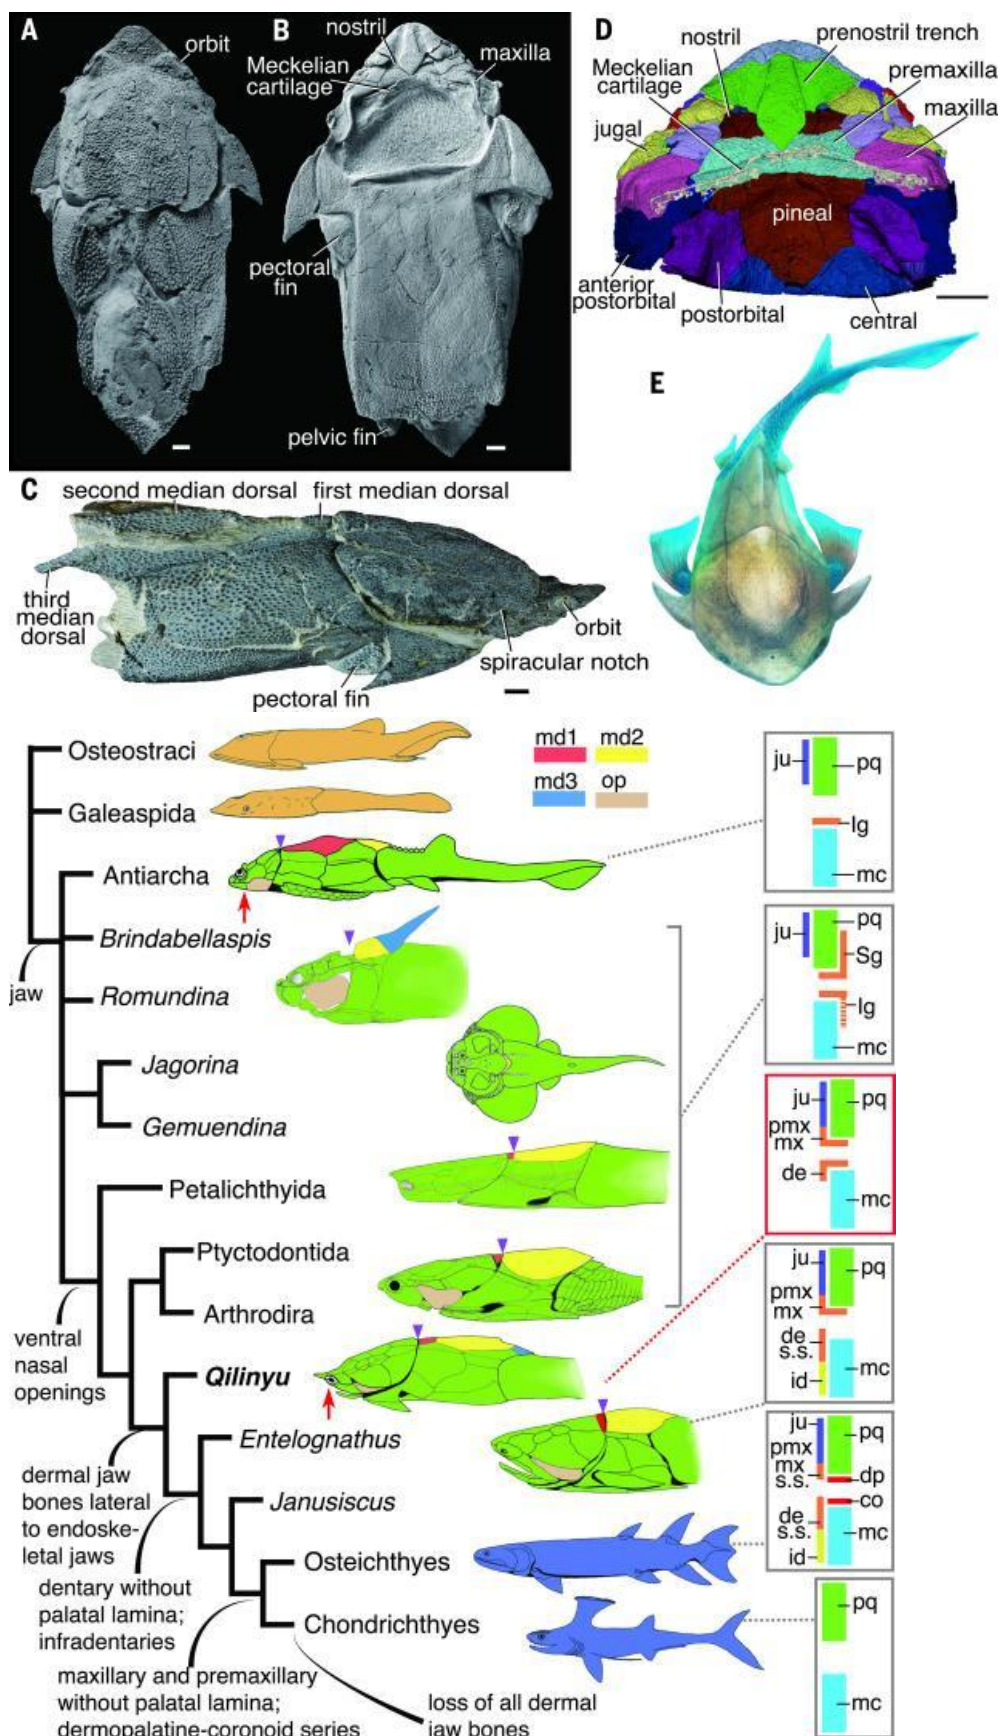 A
orbit
B
nostril
Meckelian
cartilage
maxilla
pectoral
fin
pelvic fin
D
nostril
prenostril trench
Meckelian
cartilage
premaxilla
maxilla
jugal
pineal
anterior
postorbital
postorbital
central
E
C
second median dorsal
first median dorsal
third
median
dorsal
pectoral fin
orbit
spiracular notch
Osteostraci
Galeaspida
Antiarcha
Brindabellaspis
jaw
Romundina
Jagorina
Gemuendina
Petalichthyida
Ptyctodontida
Arthrodira
ventral
nasal
openings
Qilinyu
Entelognathus
dermal jaw
bones lateral
to endoske-
letal jaws
Janusiscus
Osteichthyes
dentary without
palatal lamina;
infradentaries
Chondrichthyes
maxillary and premaxillary
without palatal lamina;
dermopalatine-coronoid series
loss of all dermal
jaw bones
md1
md2
md3
op
ju
pq
Ig
mc
ju
pq
Sg
Ig
mc
ju
pq
pmx
mx
de
mc
ju
pq
pmx
mx
de
s.s.
mc
id
ju
pq
pmx
mx
s.s.
dp
co
de
s.s.
mc
id
pq
mc